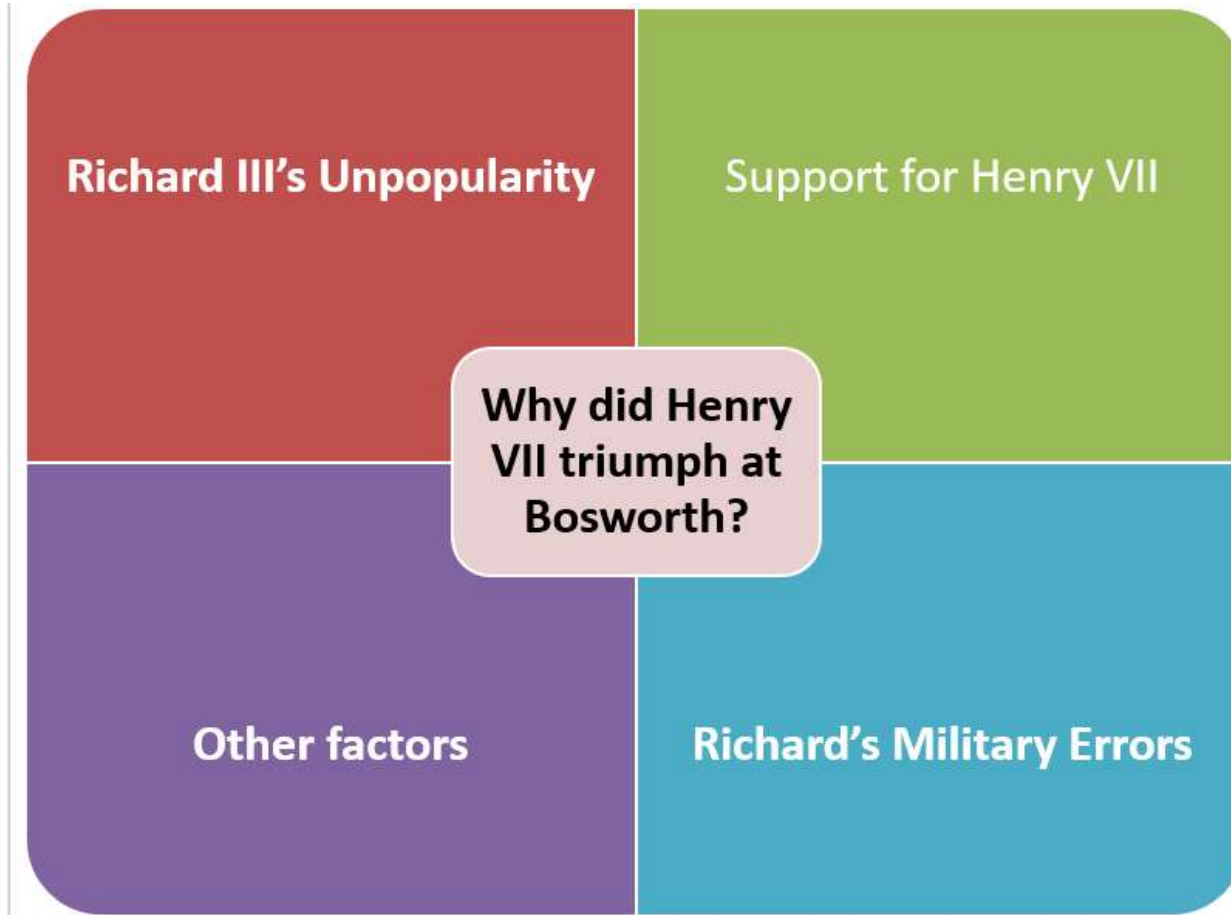 Richard III’s Unpopularity
Support for Henry VII
Why did Henry
VII triumph at
Bosworth?
Other factors
Richard’s Military Errors